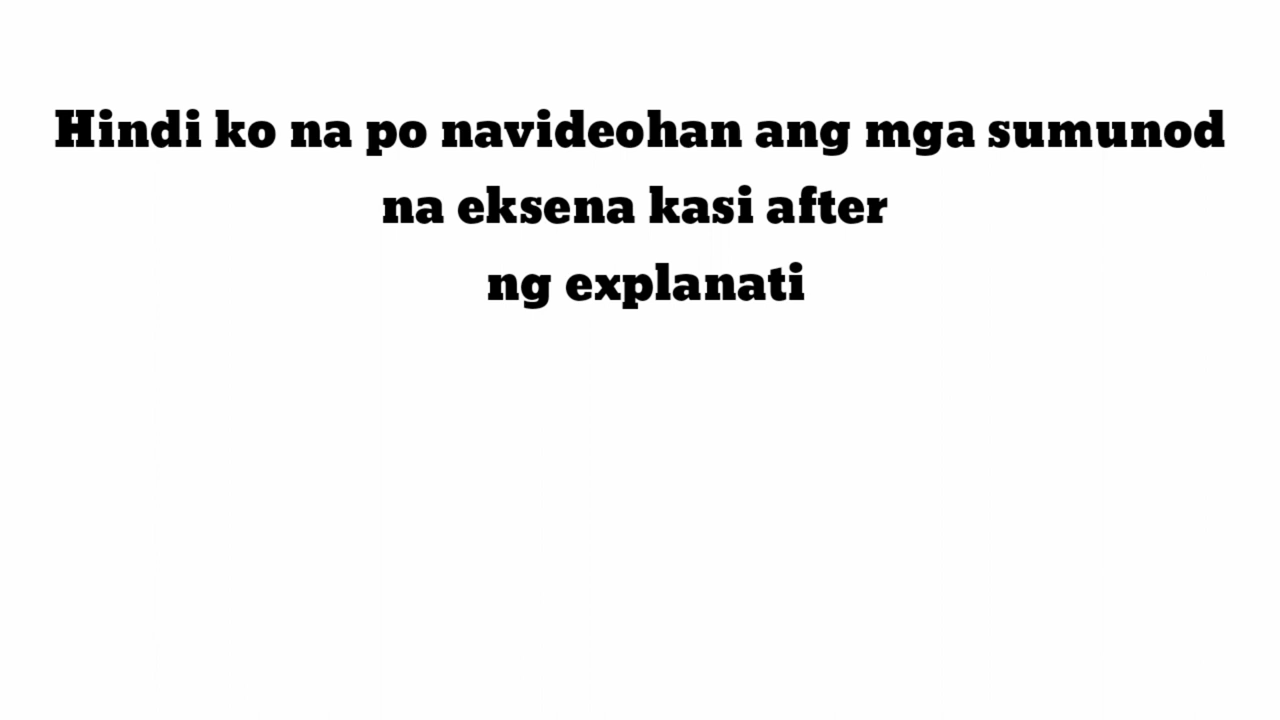 Hindi ko na po navideohan ang mga sumunod
na eksena kasi after
ng explanati